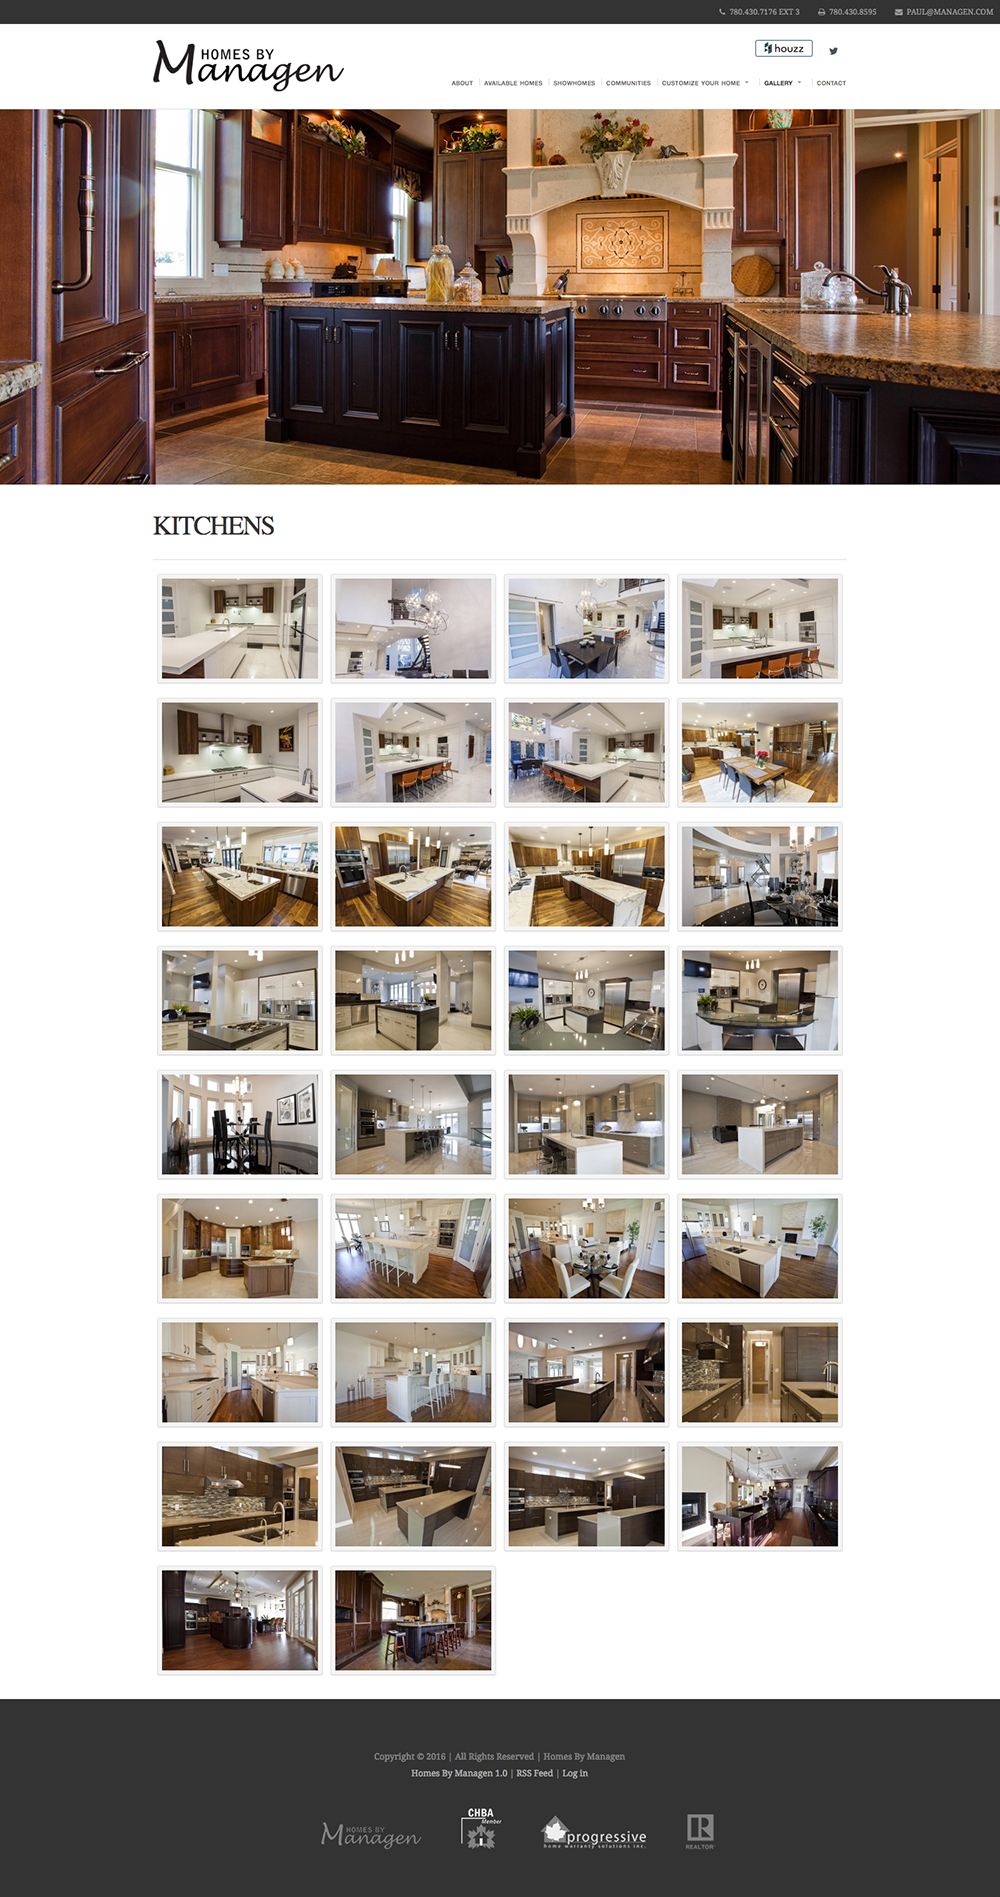 780.430.7176 EXT 3 780.430.8595 PAUL@MANAGEN.COM
HOMES BY
Managen
houzz
ABOUT AVAILABLE HOMES SHOWHOMES COMMUNITIES CUSTOMIZE YOUR HOME GALLERY CONTACT
KITCHENS
Copyright © 2016 | All Rights Reserved | Homes By Managen
Homes By Managen 1.0 | RSS Feed | Log in
HOMES BY
Managen
CHBA
Member
progressive
home warranty solutions inc.
R
REALTOR